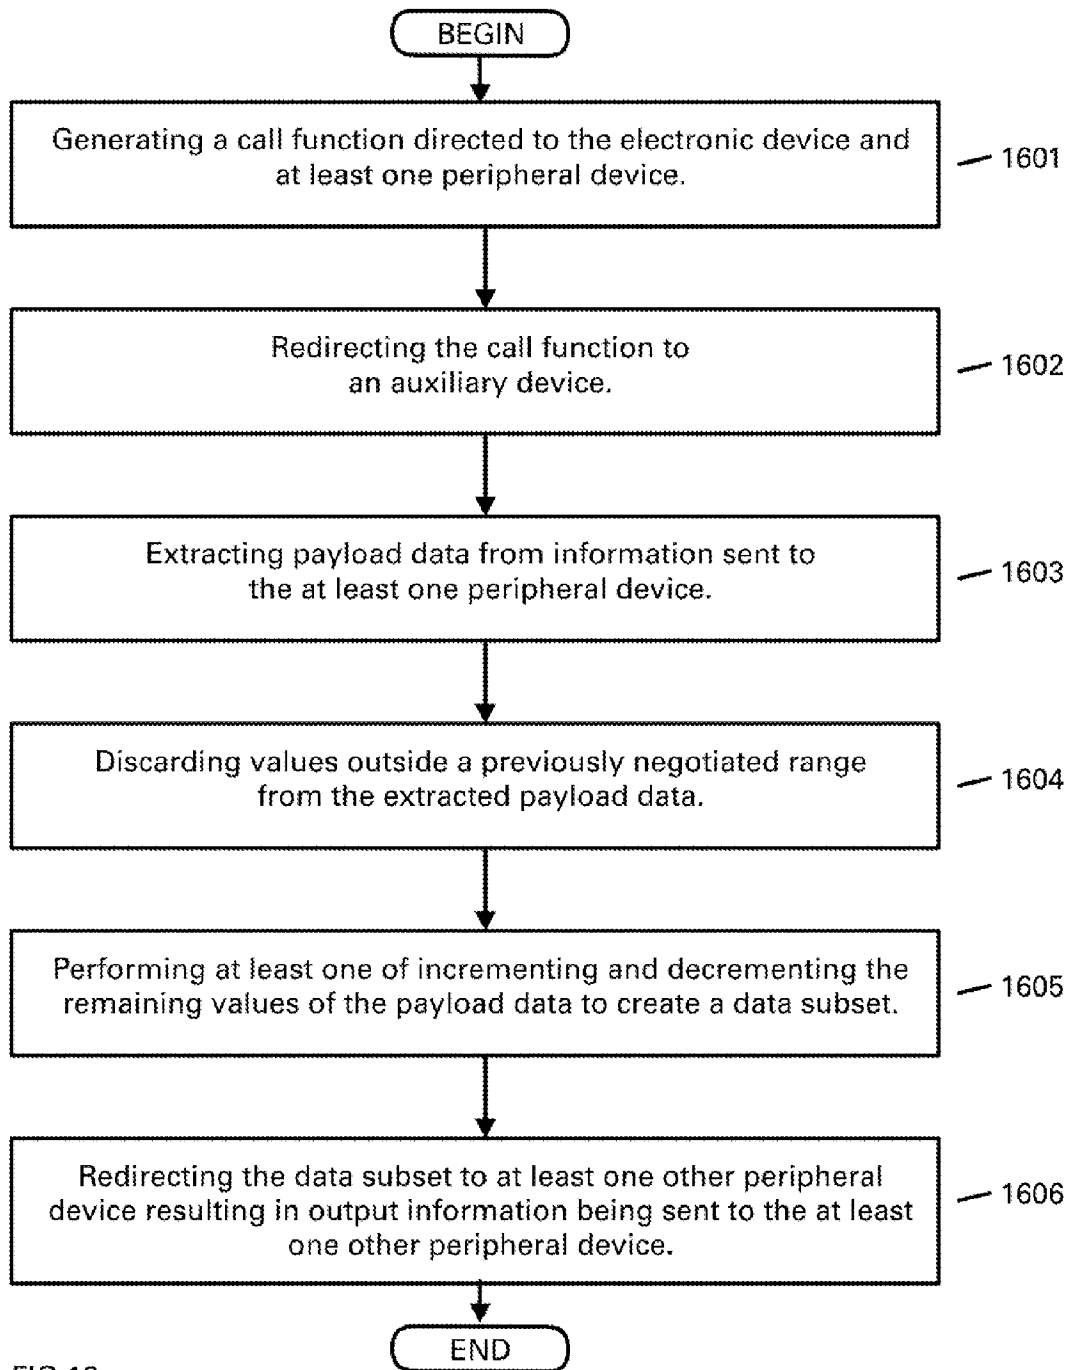 BEGIN
Generating a call function directed to the electronic device and
at least one peripheral device.
1601
Redirecting the call function to
an auxiliary device.
1602
Extracting payload data from information sent to
the at least one peripheral device.
1603
Discarding values outside a previously negotiated range
from the extracted payload data.
1604
Performing at least one of incrementing and decrementing the
remaining values of the payload data to create a data subset.
1605
Redirecting the data subset to at least one other peripheral
device resulting in output information being sent to the at least
one other peripheral device.
1606
END